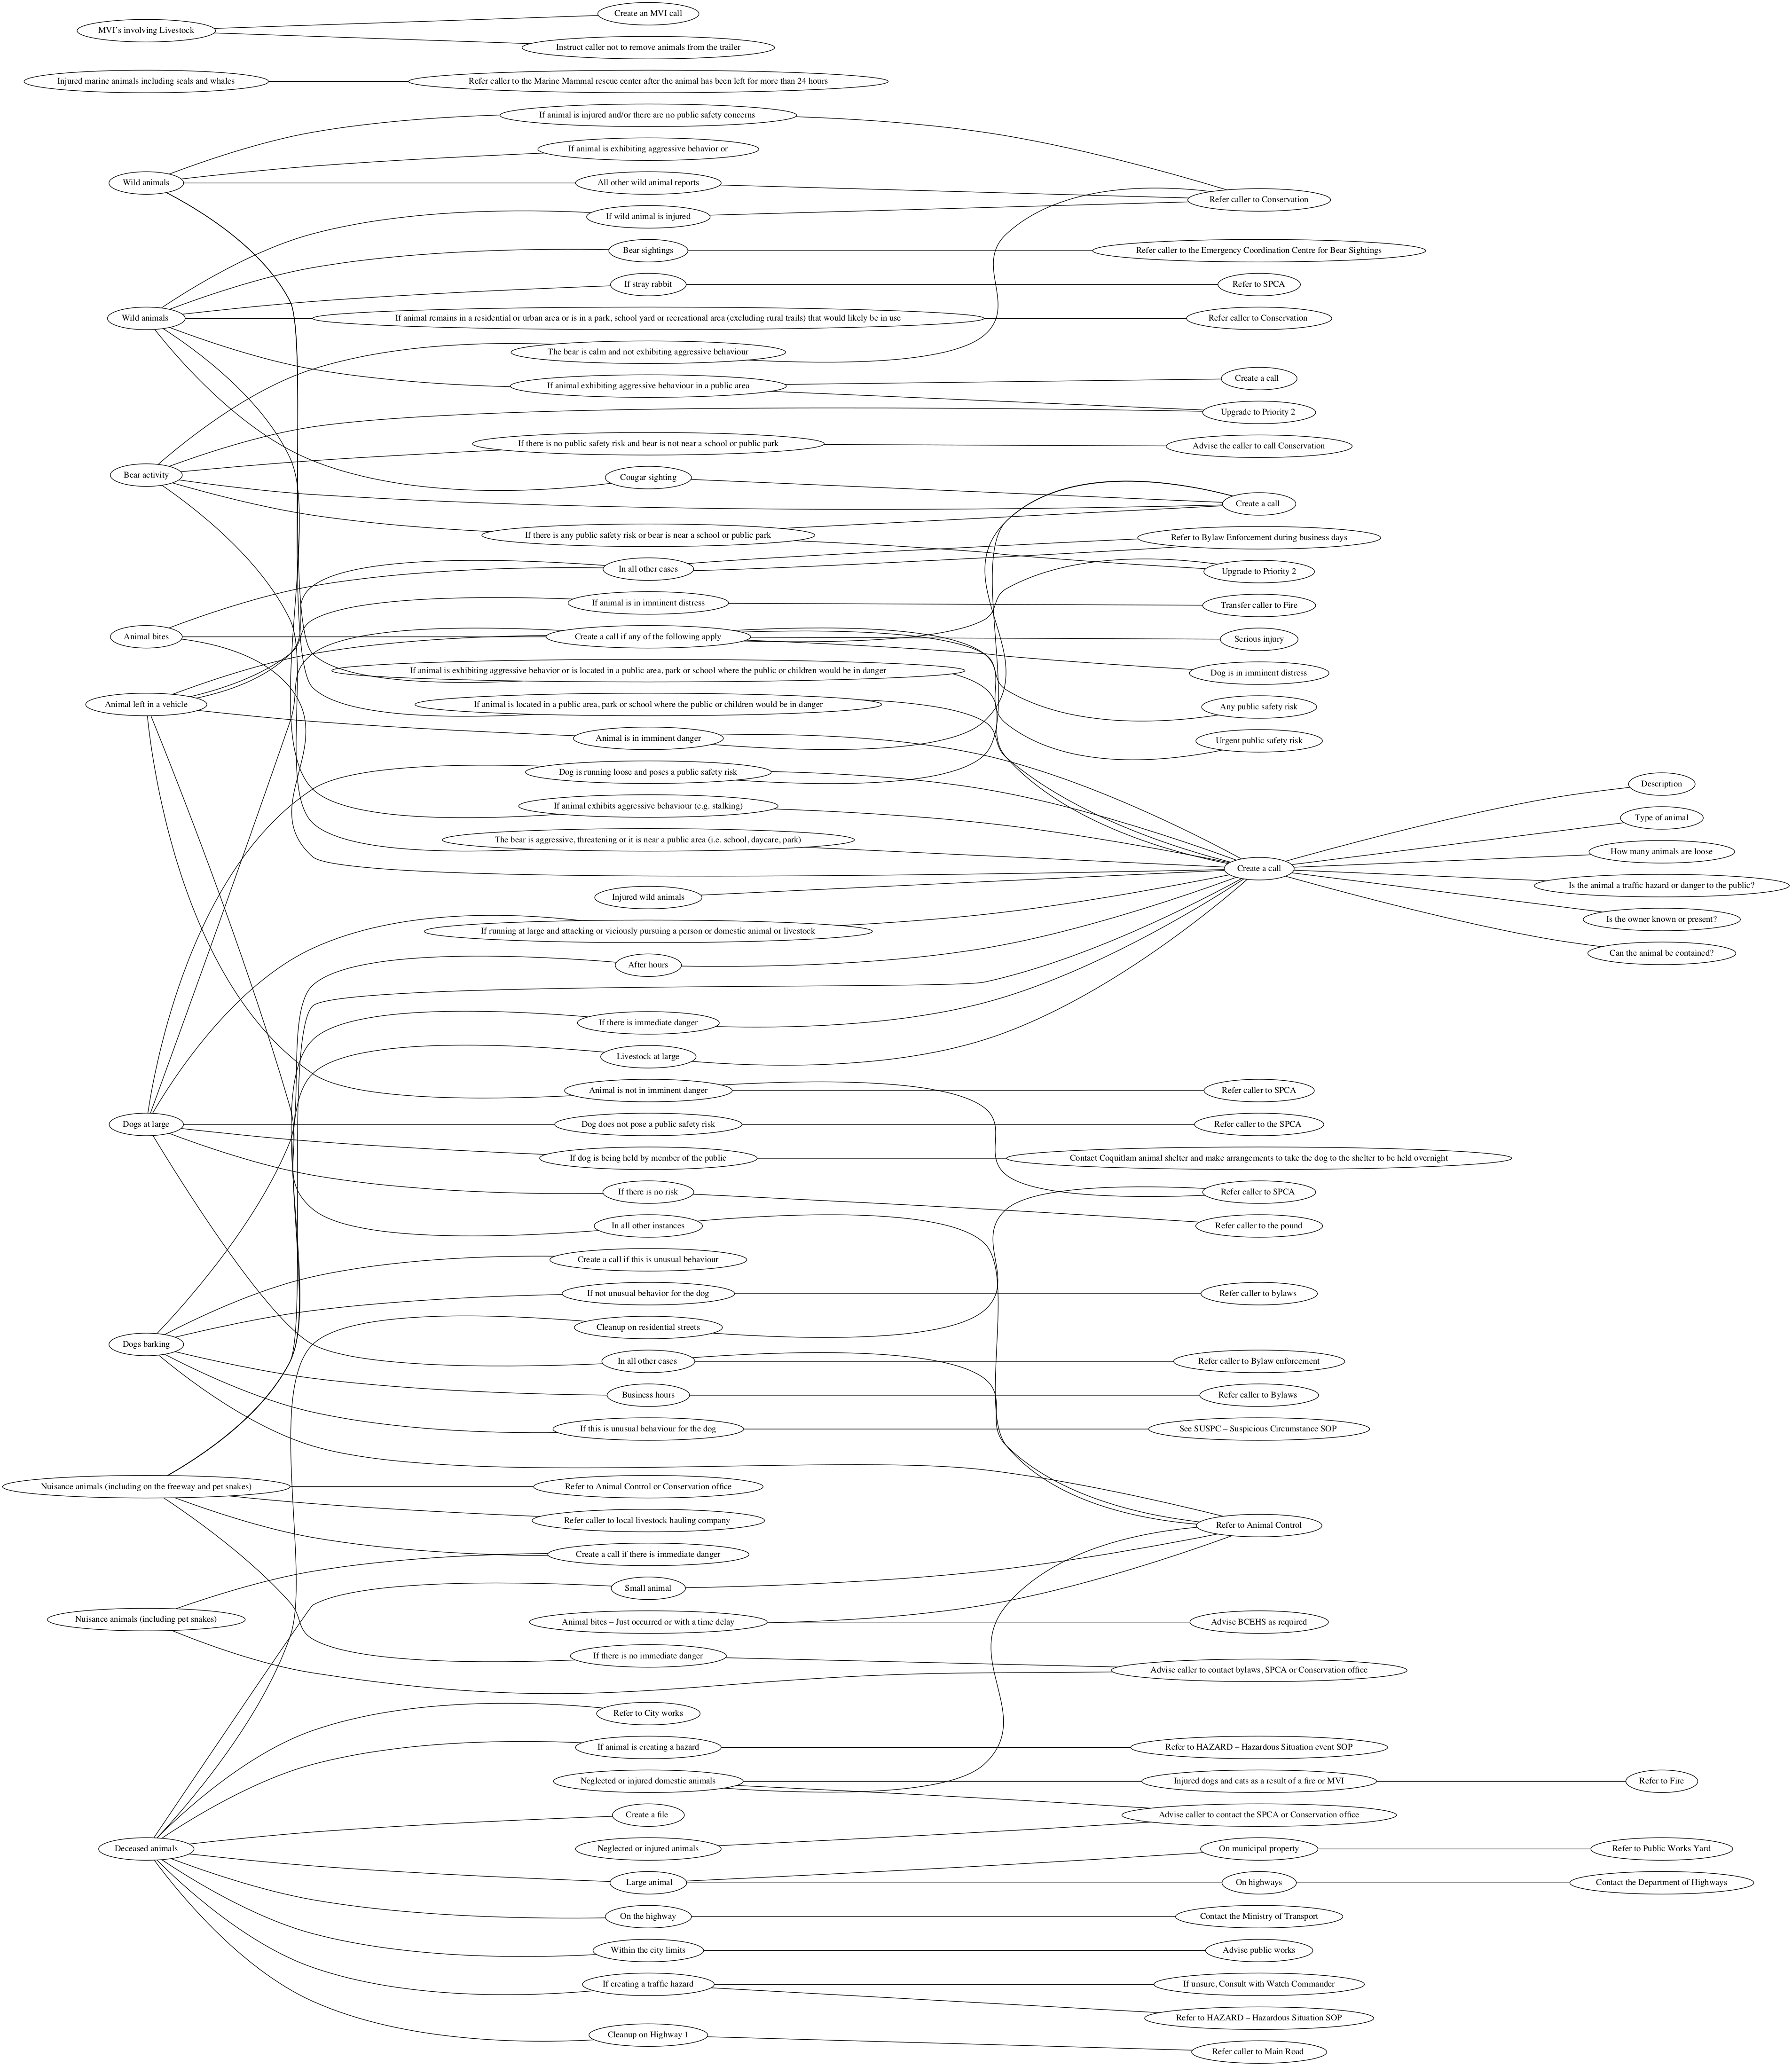 Create an MVI call
MVI's involving Livestock
Instruct caller not to remove animals from the trailer
Injured marine animals including seals and whales
Refer caller to the Marine Mammal rescue center after the animal has been left for more than 24 hours
If animal is injured and/or there are no public safety concerns
If animal is exhibiting aggressive behavior or
Wild animals
All other wild animal reports
Refer caller to Conservation
If wild animal is injured
Bear sightings
Refer caller to the Emergency Coordination Centre for Bear Sightings
If stray rabbit
Refer to SPCA
Wild animals
If animal remains in a residential or urban area or is in a park, school yard or recreational area (excluding rural trails) that would likely be in use
Refer caller to Conservation
The bear is calm and not exhibiting aggressive behaviour
If animal exhibiting aggressive behaviour in a public area
Create a call
Upgrade to Priority 2
If there is no public safety risk and bear is not near a school or public park
Advise the caller to call Conservation
Bear activity
Cougar sighting
Create a call
If there is any public safety risk or bear is near a school or public park
Refer to Bylaw Enforcement during business days
In all other cases
Upgrade to Priority 2
If animal is in imminent distress
Transfer caller to Fire
Animal bites
Create a call if any of the following apply
Serious injury
If animal is exhibiting aggressive behavior or is located in a public area, park or school where the public or children would be in danger
Dog is in imminent distress
Animal left in a vehicle
If animal is located in a public area, park or school where the public or children would be in danger
Any public safety risk
Animal is in imminent danger
Urgent public safety risk
Dog is running loose and poses a public safety risk
Description
If animal exhibits aggressive behaviour (e.g. stalking)
Type of animal
The bear is aggressive, threatening or it is near a public area (i.e. school, daycare, park)
How many animals are loose
Create a call
Is the animal a traffic hazard or danger to the public?
Injured wild animals
Is the owner known or present?
If running at large and attacking or viciously pursuing a person or domestic animal or livestock
Can the animal be contained?
After hours
If there is immediate danger
Livestock at large
Animal is not in imminent danger
Refer caller to SPCA
Dogs at large
Dog does not pose a public safety risk
Refer caller to the SPCA
If dog is being held by member of the public
Contact Coquitlam animal shelter and make arrangements to take the dog to the shelter to be held overnight
If there is no risk
Refer caller to SPCA
In all other instances
Refer caller to the pound
Create a call if this is unusual behaviour
If not unusual behavior for the dog
Refer caller to bylaws
Cleanup on residential streets
Dogs barking
In all other cases
Refer caller to Bylaw enforcement
Business hours
Refer caller to Bylaws
If this is unusual behaviour for the dog
See SUSPC – Suspicious Circumstance SOP
Nuisance animals (including on the freeway and pet snakes)
Refer to Animal Control or Conservation office
Refer caller to local livestock hauling company
Refer to Animal Control
Create a call if there is immediate danger
Small animal
Nuisance animals (including pet snakes)
Animal bites – Just occurred or with a time delay
Advise BCEHS as required
If there is no immediate danger
Advise caller to contact bylaws, SPCA or Conservation office
Refer to City works
If animal is creating a hazard
Refer to HAZARD – Hazardous Situation event SOP
Neglected or injured domestic animals
Injured dogs and cats as a result of a fire or MVI
Refer to Fire
Create a file
Advise caller to contact the SPCA or Conservation office
Deceased animals
Neglected or injured animals
On municipal property
Refer to Public Works Yard
Large animal
On highways
Contact the Department of Highways
On the highway
Contact the Ministry of Transport
Within the city limits
Advise public works
If creating a traffic hazard
If unsure, Consult with Watch Commander
Refer to HAZARD – Hazardous Situation SOP
Cleanup on Highway 1
Refer caller to Main Road